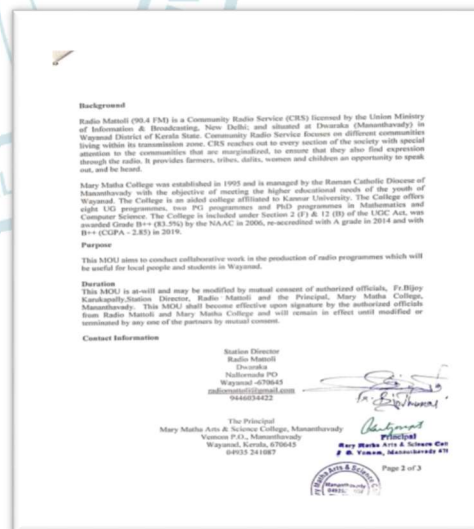 Background
Radio Mattoli (90.4 FM) is a Community Radio Service (CRS) licensed by the Union Ministry
of Information & Broadcasting, New Delhi; and situated at Dwaraka (Mananthavady) in
Wayanad District of Kerala State. Community Radio Service focuses on different communities
living within its transmission zone. CRS reaches out to every section of the society with special
attention to the communities that are marginalized, to ensure that they also find expression
through the radio. It provides farmers, tribes, dalits, women and children an opportunity to speak
out, and be heard.
Mary Matha College was established in 1995 and is managed by the Roman Catholic Diocese of
Mananthavady with the objective of meeting the higher educational needs of the youth of
Wayanad. The College is an aided college affiliated to Kannur University. The College offers
eight UG programmes, two PG programmes and PhD programmes in Mathematics and
Computer Science. The College is included under Section 2 (F) & 12 (B) of the UGC Act, was
awarded Grade B++ (83.5%) by the NAAC in 2006, re-accredited with A grade in 2014 and with
B++ (CGPA - 2.85) in 2019.
Purpose
This MOU aims to conduct collaborative work in the production of radio programmes which will
be useful for local people and students in Wayanad.
Duration
This MOU is at-will and may be modified by mutual consent of authorized officials, Fr.Bijoy
Karukapally,Station Director, Radio Mattoli and the Principal, Mary Matha College,
Mananthavady. This MOU shall become effective upon signature by the authorized officials
from Radio Mattoli and Mary Matha College and will remain in effect until modified or
terminated by any one of the partners by mutual consent.
Contact Information
Station Director
Radio Mattoli
Dwaraka
Nallornadu PO
Wayanad -670645
radiomattoli@gmail.com
9446034422
The Principal
Mary Matha Arts & Science College, Mananthavady
Vemom P.O., Mananthavady
Wayanad, Kerala, 670645
04935 241087
Principal
Mary Matha Arts & Science Col
P. O. Vemom, Mananthavady 670
Page 2 of 3